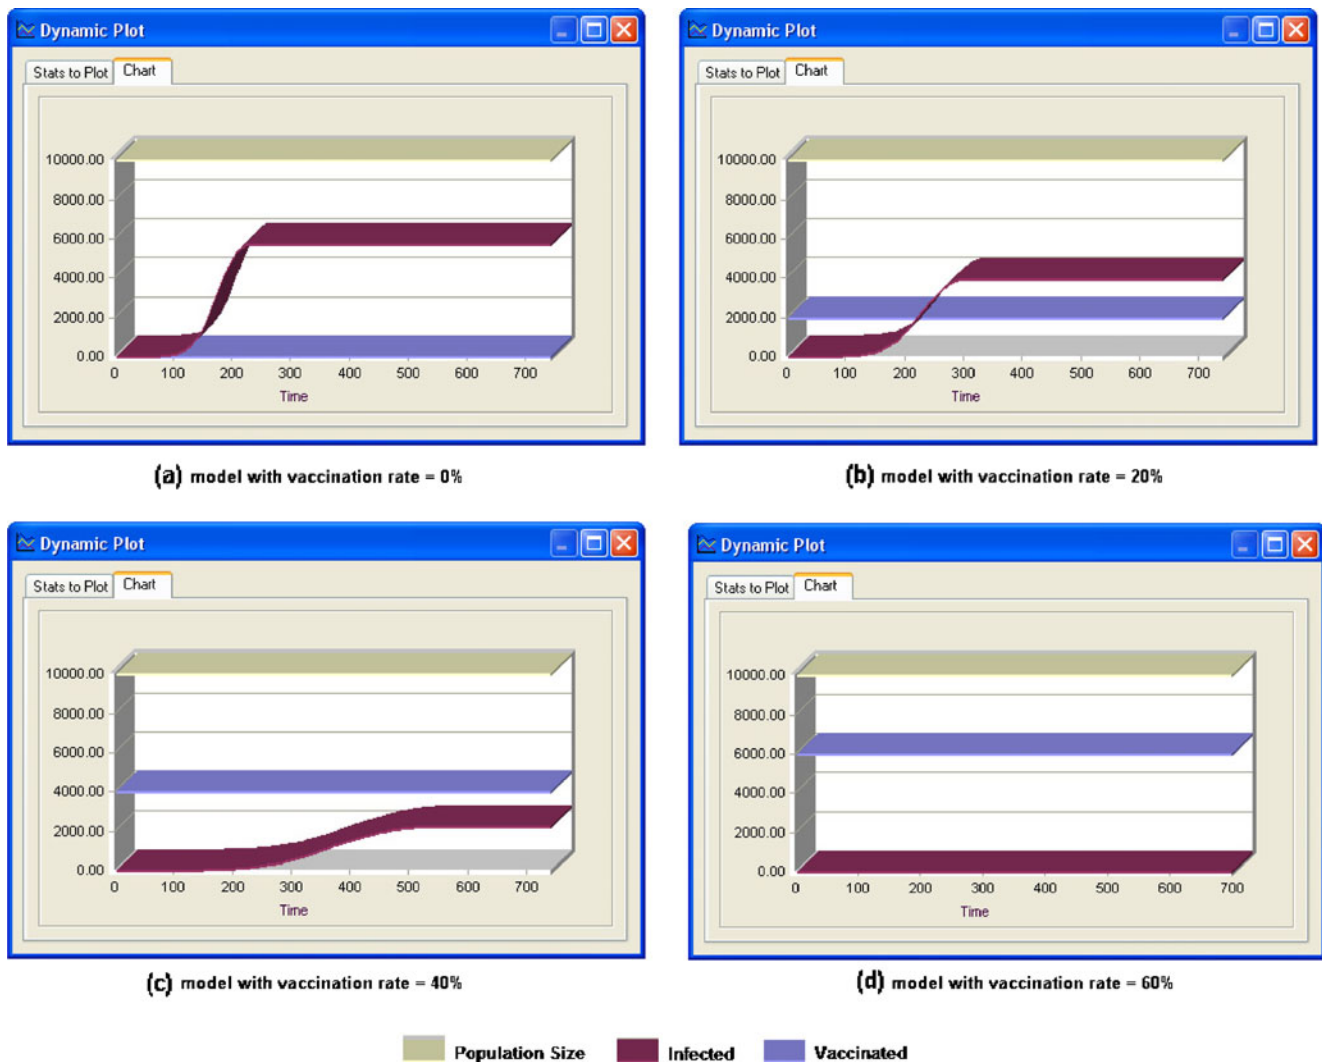 Dynamic Plot
Stats to Plot Chart
10000.00
8000.00
6000.00
4000.00
2000.00
0.00
0 100 200 300 400 500 600 700
Time
(a) model with vaccination rate = 0%
Dynamic Plot
Stats to Plot Chart
10000.00
8000.00
6000.00
4000.00
2000.00
0.00
0 100 200 300 400 500 600 700
Time
(b) model with vaccination rate = 20%
Dynamic Plot
Stats to Plot Chart
10000.00
8000.00
6000.00
4000.00
2000.00
0.00
0 100 200 300 400 500 600 700
Time
(c) model with vaccination rate = 40%
Dynamic Plot
Stats to Plot Chart
10000.00
8000.00
6000.00
4000.00
2000.00
0.00
0 100 200 300 400 500 600 700
Time
(d) model with vaccination rate = 60%
Population Size Infected Vaccinated